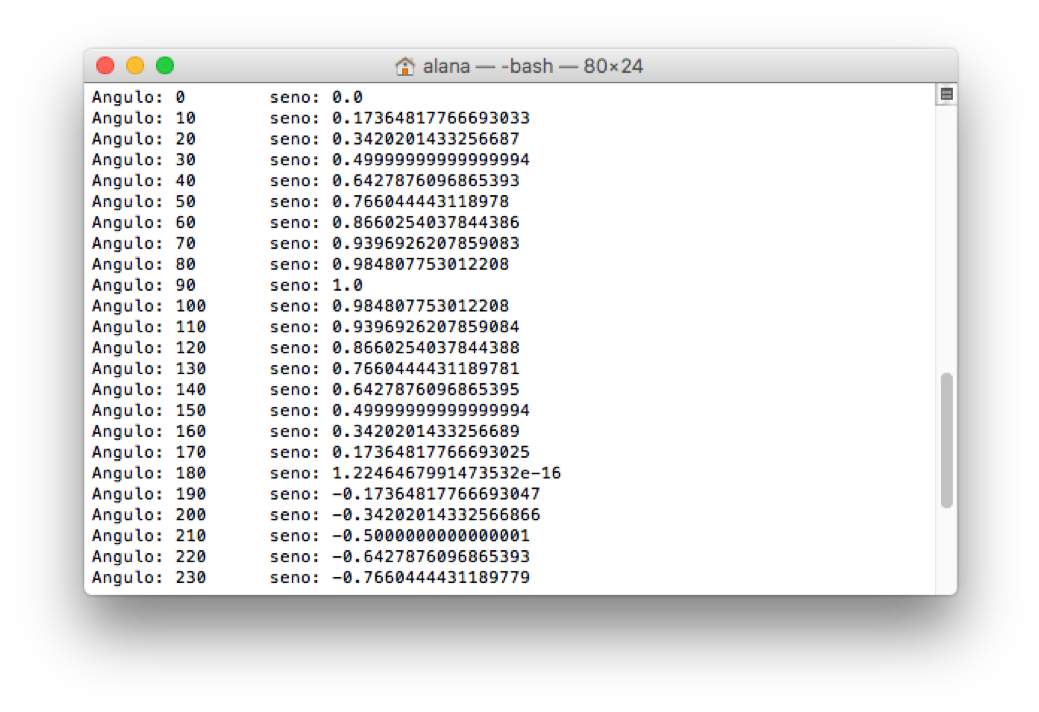 alana — -bash — 80×24
Angulo: 0 seno: 0.0
Angulo: 10 seno: 0.17364817766693033
Angulo: 20 seno: 0.3420201433256687
Angulo: 30 seno: 0.49999999999999994
Angulo: 40 seno: 0.6427876096865393
Angulo: 50 seno: 0.766044443118978
Angulo: 60 seno: 0.8660254037844386
Angulo: 70 seno: 0.9396926207859083
Angulo: 80 seno: 0.984807753012208
Angulo: 90 seno: 1.0
Angulo: 100 seno: 0.984807753012208
Angulo: 110 seno: 0.9396926207859084
Angulo: 120 seno: 0.8660254037844388
Angulo: 130 seno: 0.7660444431189781
Angulo: 140 seno: 0.6427876096865395
Angulo: 150 seno: 0.49999999999999994
Angulo: 160 seno: 0.3420201433256689
Angulo: 170 seno: 0.17364817766693025
Angulo: 180 seno: 1.2246467991473532e-16
Angulo: 190 seno: -0.17364817766693047
Angulo: 200 seno: -0.34202014332566866
Angulo: 210 seno: -0.5000000000000001
Angulo: 220 seno: -0.6427876096865393
Angulo: 230 seno: -0.7660444431189779